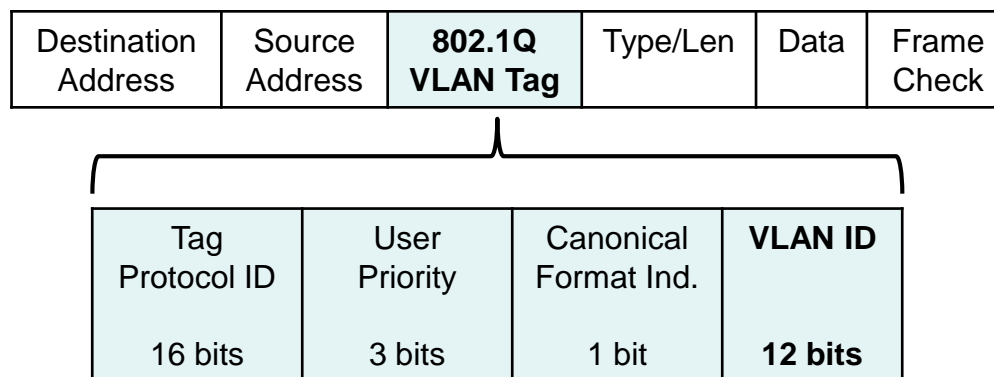 Destination
Address
Source
Address
802.1Q
VLAN Tag
Type/Len
Data
Frame
Check
Tag
Protocol ID
16 bits
User
Priority
3 bits
Canonical
Format Ind.
1 bit
VLAN ID
12 bits